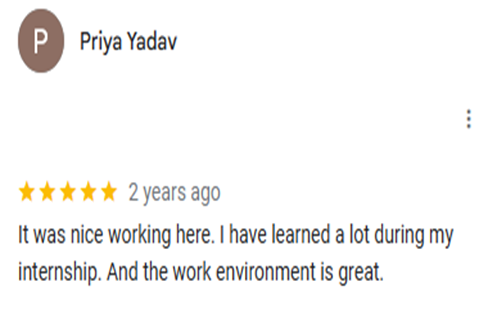 P
Priya Yadav
2 years ago
It was nice working here. I have learned a lot during my
internship. And the work environment is great.